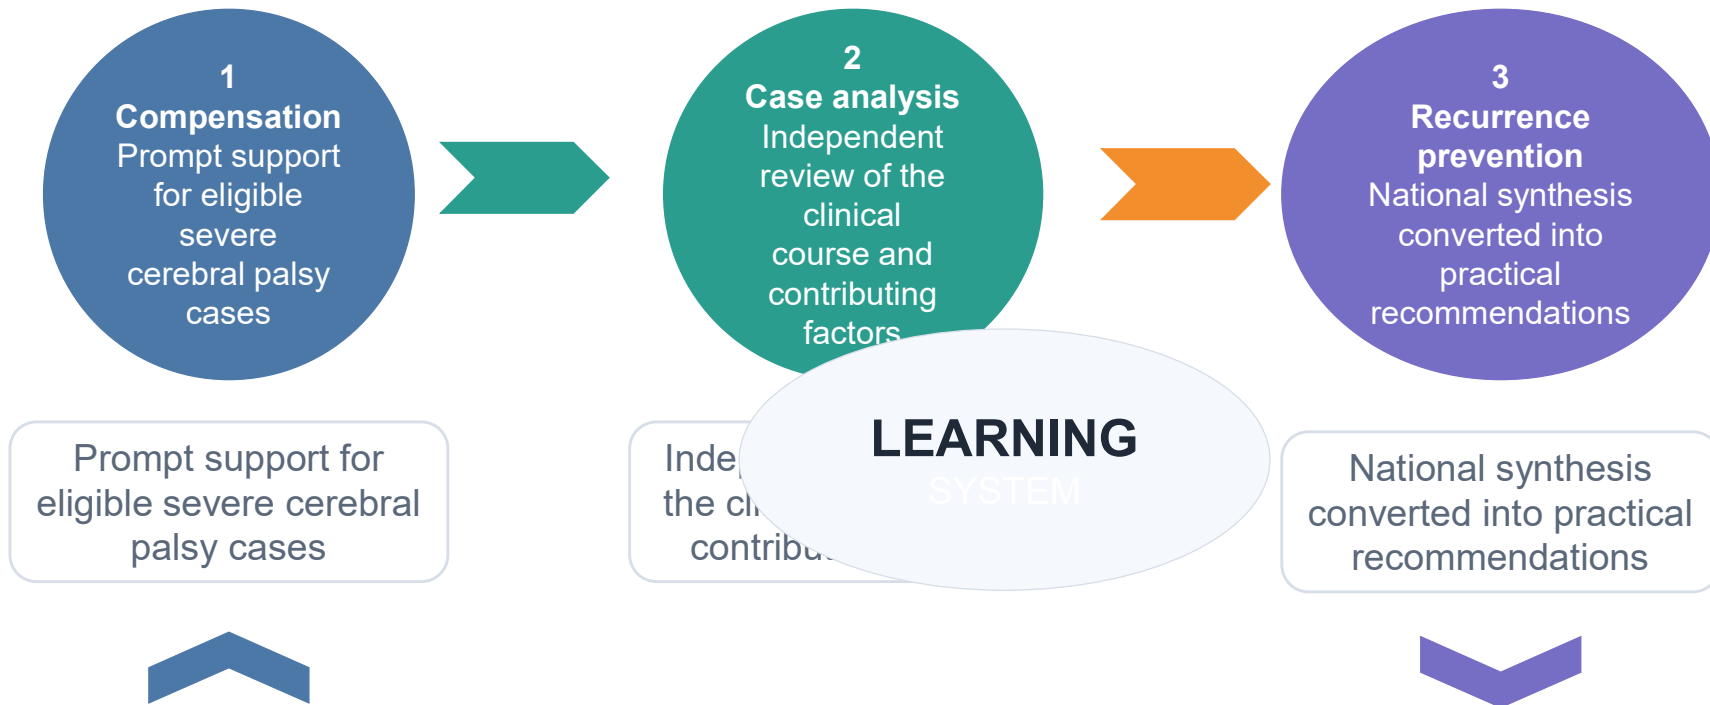 1
Compensation
Prompt support
for eligible
severe
cerebral palsy
cases
2
Case analysis
Independent
review of the
clinical
course and
contributing
factors
3
Recurrence
prevention
National synthesis
converted into
practical
recommendations
Prompt support for
eligible severe cerebral
palsy cases
the
LEARNING
SYSTEM
National synthesis
converted into practical
recommendations